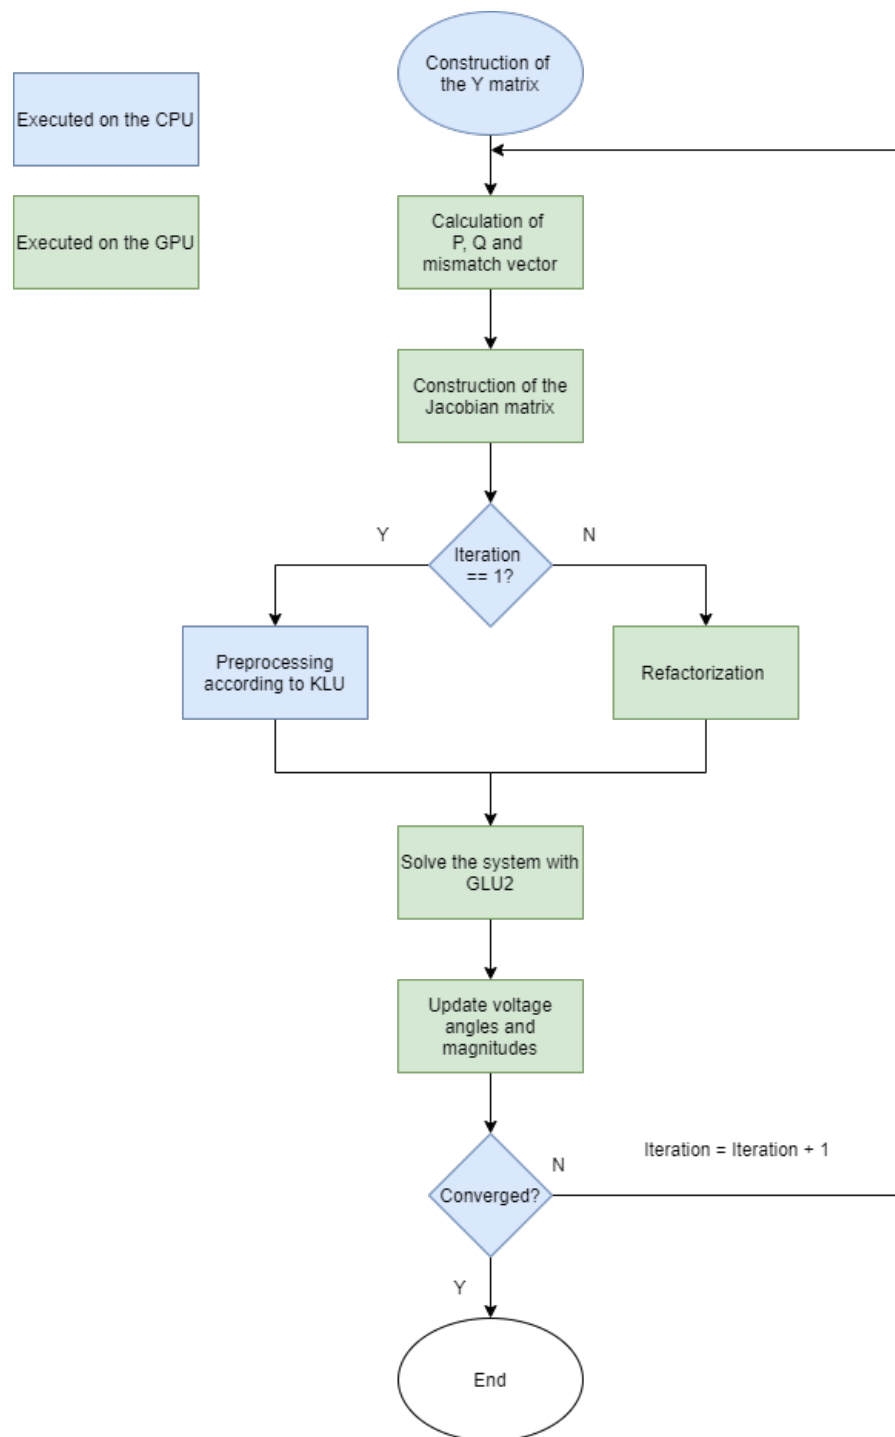 Construction of
the Y matrix
Executed on the CPU
Executed on the GPU
Calculation of
P, Q and
mismatch vector
Construction of the
Jacobian matrix
Y
N
Iteration
== 1?
Preprocessing
according to KLU
Refactorization
Solve the system with
GLU2
Update voltage
angles and
magnitudes
Iteration = Iteration + 1
N
Converged?
Y
End